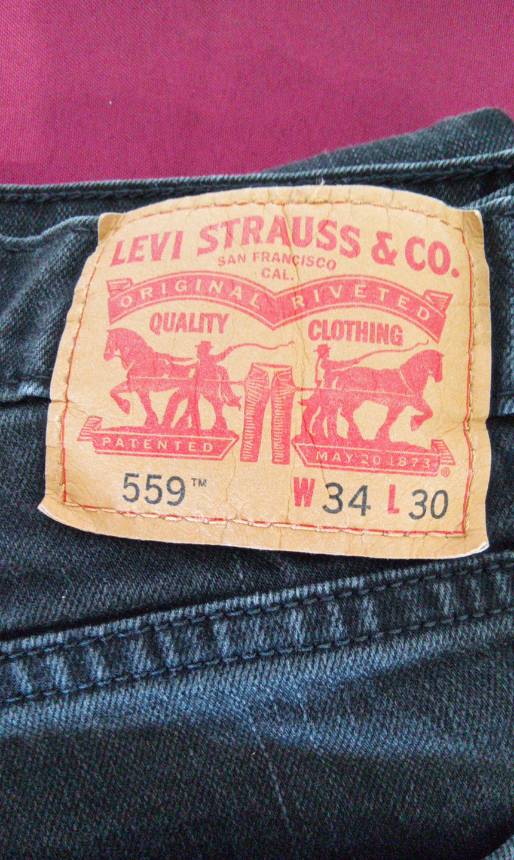 LEVI STRAUSS & CO.
SAN FRANCISCO
CAL.
ORIGINAL RIVETED
QUALITY CLOTHING
PATENTED MAY 20 1873 ®
559™ W 34 L 30